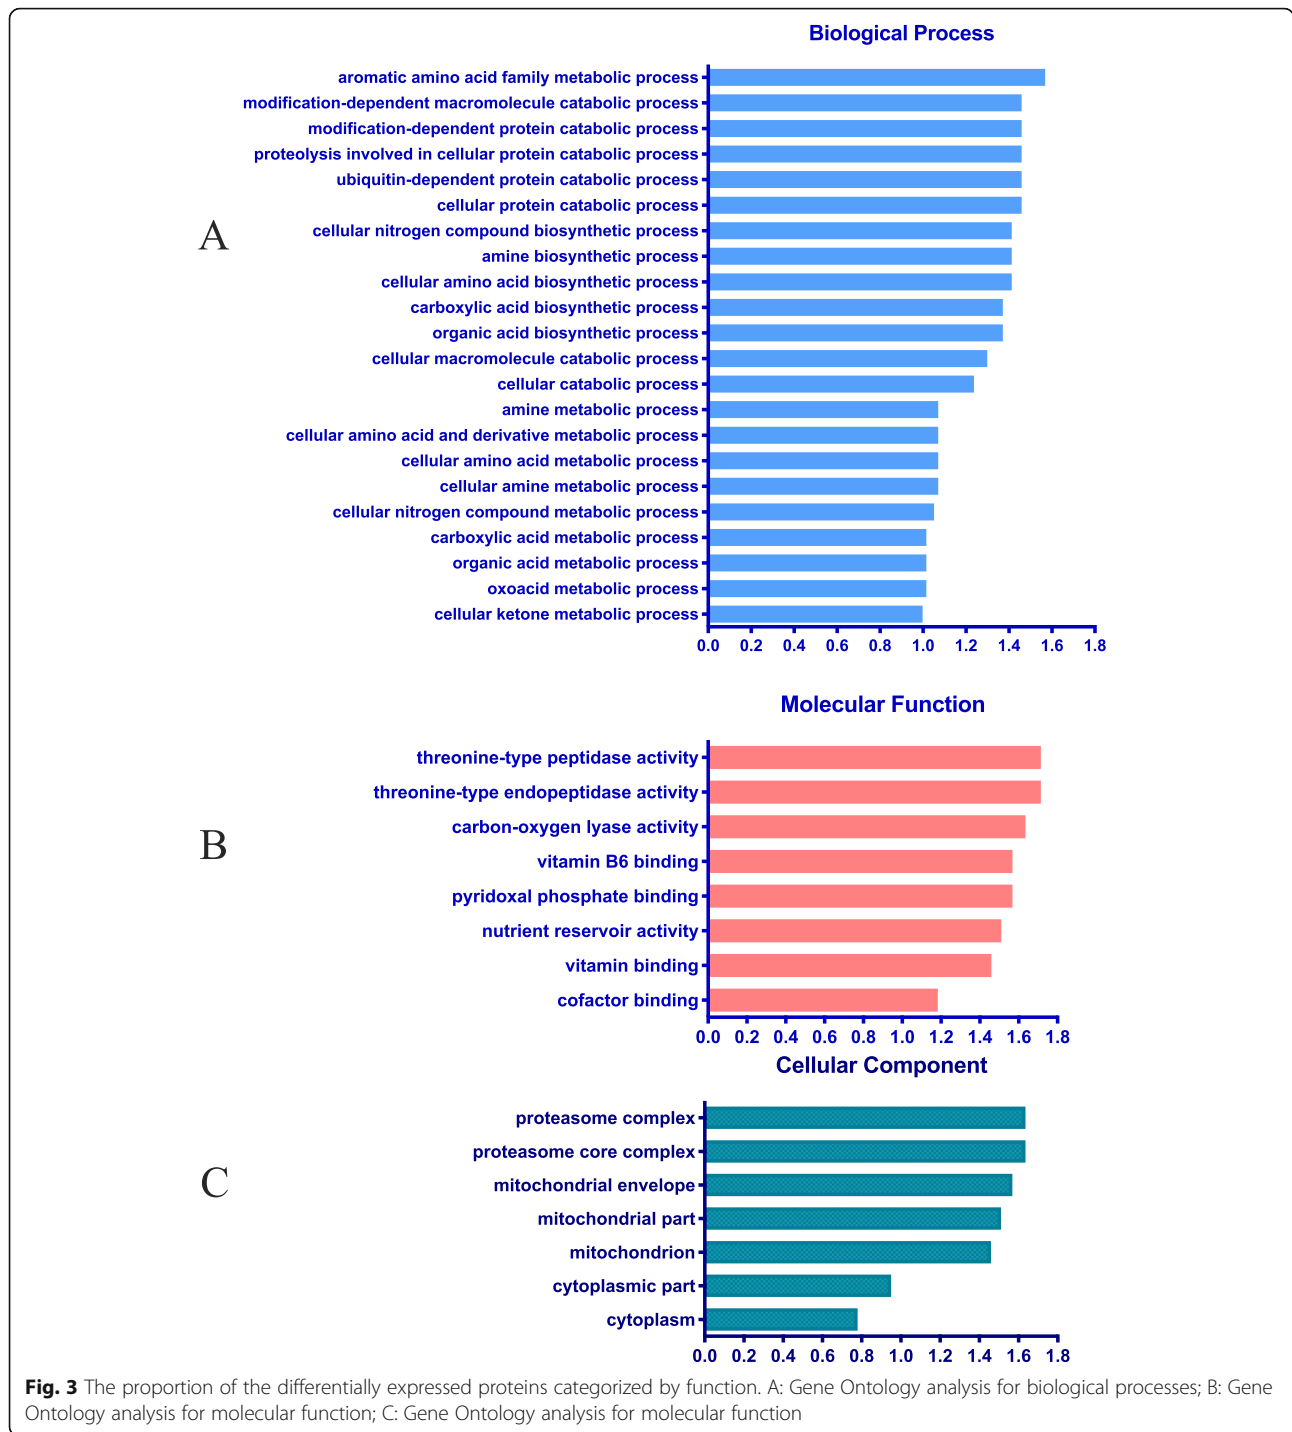 Biological Process
aromatic amino acid family metabolic process
modification-dependent macromolecule catabolic process
modification-dependent protein catabolic process
proteolysis involved in cellular protein catabolic process
ubiquitin-dependent protein catabolic process
cellular protein catabolic process
A
cellular nitrogen compound biosynthetic process
amine biosynthetic process
cellular amino acid biosynthetic process
carboxylic acid biosynthetic process
organic acid biosynthetic process
cellular macromolecule catabolic process
cellular catabolic process
amine metabolic process
cellular amino acid and derivative metabolic process
cellular amino acid metabolic process
cellular amine metabolic process
cellular nitrogen compound metabolic process
carboxylic acid metabolic process
organic acid metabolic process
oxoacid metabolic process
cellular ketone metabolic process
0.0 0.2 0.4 0.6 0.8 1.0 1.2 1.4 1.6 1.8
Molecular Function
threonine-type peptidase activity
threonine-type endopeptidase activity
carbon-oxygen lyase activity
B
vitamin B6 binding
pyridoxal phosphate binding
nutrient reservoir activity
vitamin binding
cofactor binding
0.0 0.2 0.4 0.6 0.8 1.0 1.2 1.4 1.6 1.8
Cellular Component
proteasome complex
proteasome core complex
C
mitochondrial envelope
mitochondrial part
mitochondrion
cytoplasmic part
cytoplasm
0.0 0.2 0.4 0.6 0.8 1.0 1.2 1.4 1.6 1.8
Fig. 3 The proportion of the differentially expressed proteins categorized by function. A: Gene Ontology analysis for biological processes; B: Gene
Ontology analysis for molecular function; C: Gene Ontology analysis for molecular function